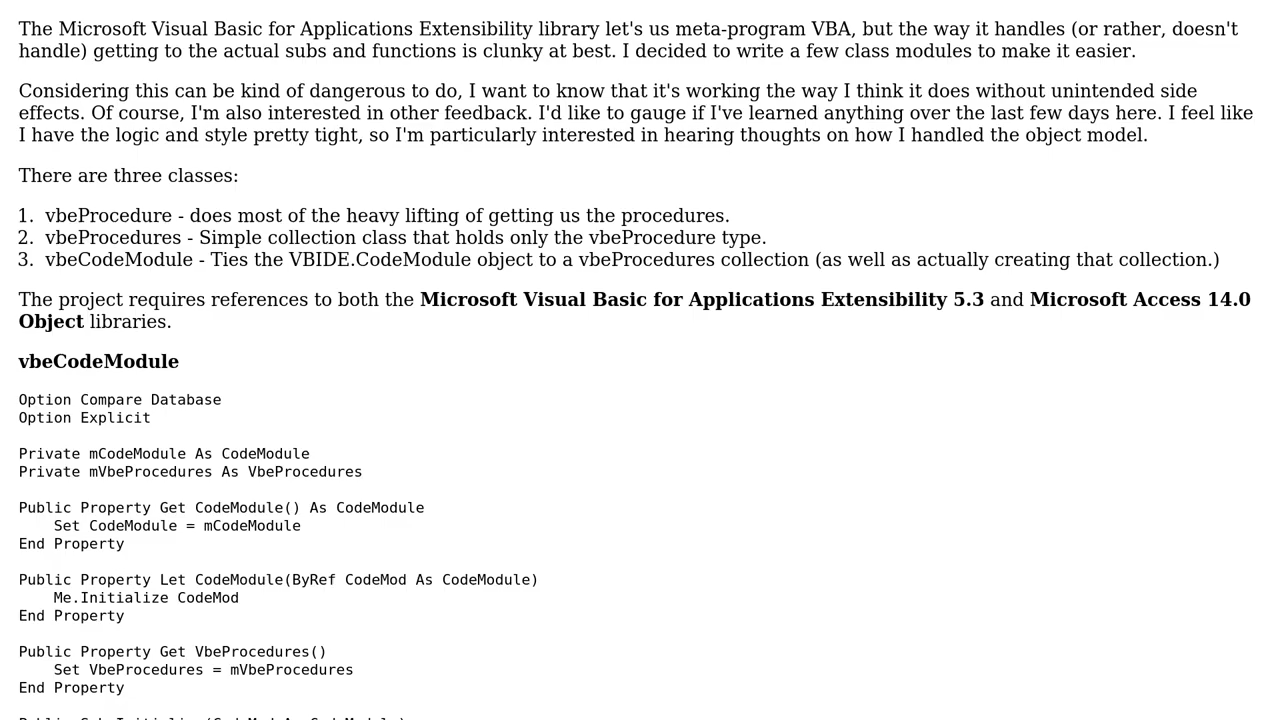 The Microsoft Visual Basic for Applications Extensibility library let's us meta-program VBA, but the way it handles (or rather, doesn't
handle) getting to the actual subs and functions is clunky at best. I decided to write a few class modules to make it easier.
Considering this can be kind of dangerous to do, I want to know that it's working the way I think it does without unintended side
effects. Of course, I'm also interested in other feedback. I'd like to gauge if I've learned anything over the last few days here. I feel like
I have the logic and style pretty tight, so I'm particularly interested in hearing thoughts on how I handled the object model.
There are three classes:
1. vbeProcedure - does most of the heavy lifting of getting us the procedures.
2. vbeProcedures - Simple collection class that holds only the vbeProcedure type.
3. vbeCodeModule - Ties the VBIDE.CodeModule object to a vbeProcedures collection (as well as actually creating that collection.)
The project requires references to both the Microsoft Visual Basic for Applications Extensibility 5.3 and Microsoft Access 14.0
Object libraries.
vbeCodeModule
Option Compare Database
Option Explicit
Private mCodeModule As CodeModule
Private mVbeProcedures As VbeProcedures
Public Property Get CodeModule() As CodeModule
    Set CodeModule = mCodeModule
End Property
Public Property Let CodeModule(ByRef CodeMod As CodeModule)
    Me.Initialize CodeMod
End Property
Public Property Get VbeProcedures()
    Set VbeProcedures = mVbeProcedures
End Property